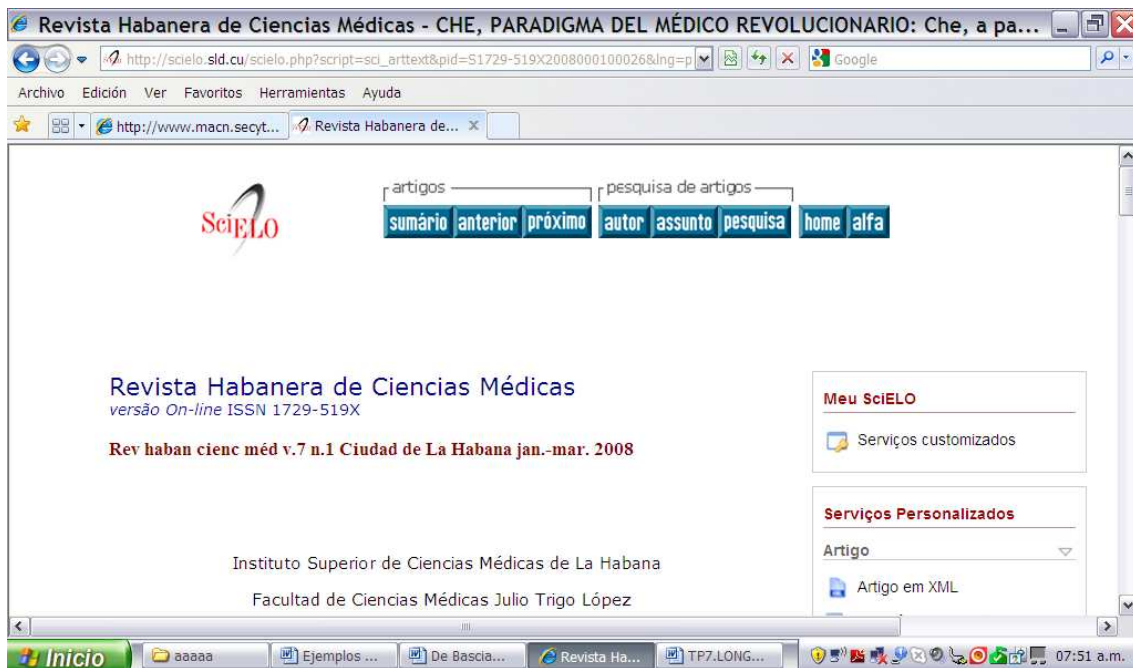 Revista Habanera de Ciencias Médicas - CHE, PARADIGMA DEL MÉDICO REVOLUCIONARIO: Che, a pa...
http://scielo.sld.cu/scielo.php?script=sci_arttext&pid=S1729-519X2008000100026&lng=p
Google
Archivo Edición Ver Favoritos Herramientas Ayuda
http://www.macn.secyt... Revista Habanera de...
SciELO
artigos pesquisa de artigos
sumário anterior próximo autor assunto pesquisa home alfa
Revista Habanera de Ciencias Médicas
versão On-line ISSN 1729-519X
Rev haban cienc méd v.7 n.1 Ciudad de La Habana jan.-mar. 2008
Instituto Superior de Ciencias Médicas de La Habana
Facultad de Ciencias Médicas Julio Trigo López
Meu SciELO
Serviços customizados
Serviços Personalizados
Artigo
Artigo em XML
Inicio aaaaa Ejemplos ... De Bascia... Revista Ha... TP7.LONG... 07:51 a.m.